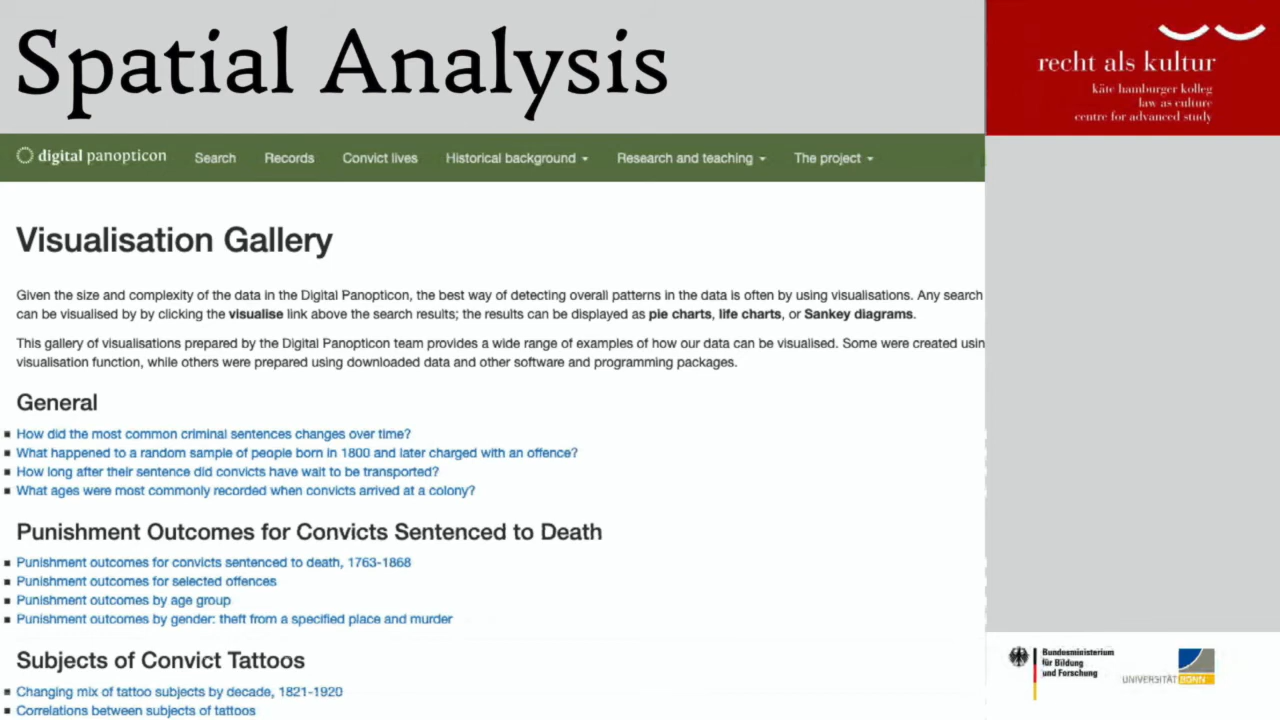 Spatial Analysis
recht als kultur
käte hamburger kolleg
law as culture
centre for advanced study
digital panopticon Search Records Convict lives Historical background Research and teaching The project
Visualisation Gallery
Given the size and complexity of the data in the Digital Panopticon, the best way of detecting overall patterns in the data is often by using visualisations. Any search
can be visualised by by clicking the visualise link above the search results; the results can be displayed as pie charts, life charts, or Sankey diagrams.
This gallery of visualisations prepared by the Digital Panopticon team provides a wide range of examples of how our data can be visualised. Some were created usin
visualisation function, while others were prepared using downloaded data and other software and programming packages.
General
How did the most common criminal sentences changes over time?
What happened to a random sample of people born in 1800 and later charged with an offence?
How long after their sentence did convicts have wait to be transported?
What ages were most commonly recorded when convicts arrived at a colony?
Punishment Outcomes for Convicts Sentenced to Death
Punishment outcomes for convicts sentenced to death, 1763-1868
Punishment outcomes for selected offences
Punishment outcomes by age group
Punishment outcomes by gender: theft from a specified place and murder
Subjects of Convict Tattoos
Changing mix of tattoo subjects by decade, 1821-1920
Correlations between subjects of tattoos
Bundesministerium
für Bildung
und Forschung
UNIVERSITÄT BONN